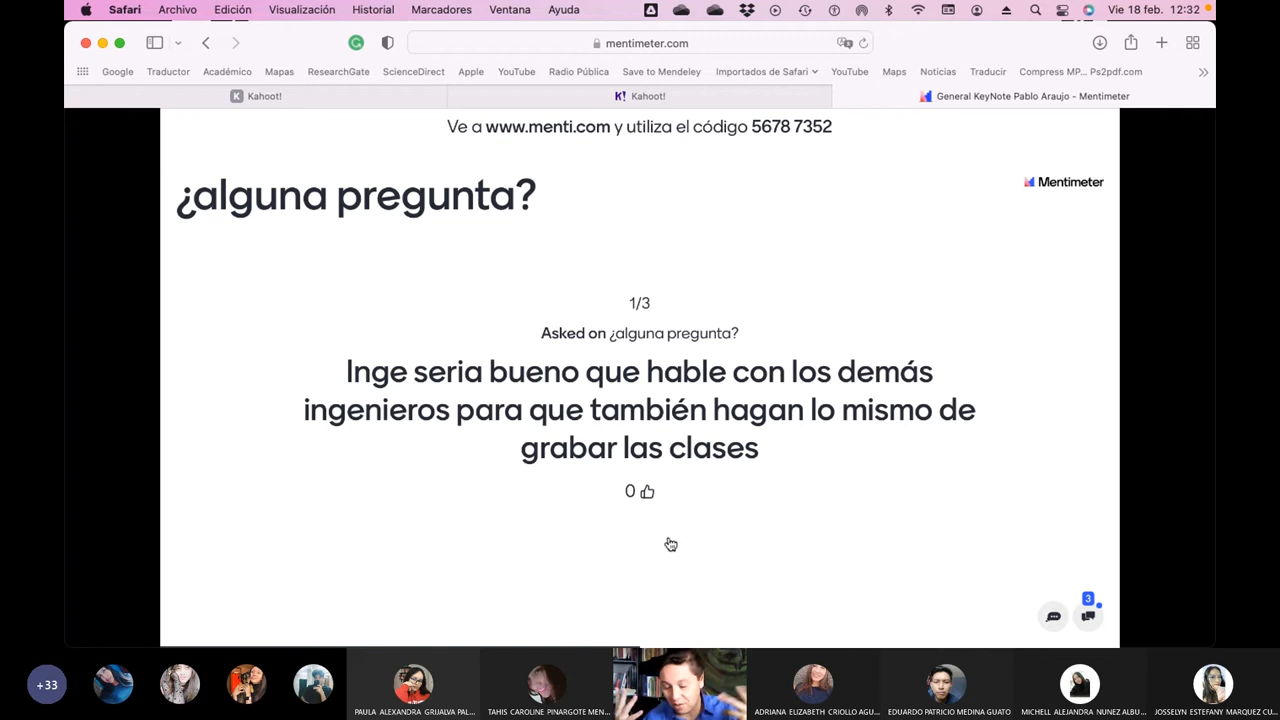 Safari Archivo Edición Visualización Historial Marcadores Ventana Ayuda Vie 18 feb. 12:32
mentimeter.com
Google Traductor Académico Mapas ResearchGate ScienceDirect Apple YouTube Radio Pública Save to Mendeley Importados de Safari YouTube Maps Noticias Traducir Compress MP... Ps2pdf.com
K Kahoot! K! Kahoot! General KeyNote Pablo Araujo - Mentimeter
Ve a www.menti.com y utiliza el código 5678 7352
¿alguna pregunta?
Mentimeter
1/3
Asked on ¿alguna pregunta?
Inge seria bueno que hable con los demás
ingenieros para que también hagan lo mismo de
grabar las clases
0
3
+33
PAULA ALEXANDRA GRIJALVA PAL... TAHIS CAROLINE PINARGOTE MEN... ADRIANA ELIZABETH CRIOLLO AGU... EDUARDO PATRICIO MEDINA GUATO MICHELL ALEJANDRA NUNEZ ALBU... JOSSELYN ESTEFANY MARQUEZ CU...